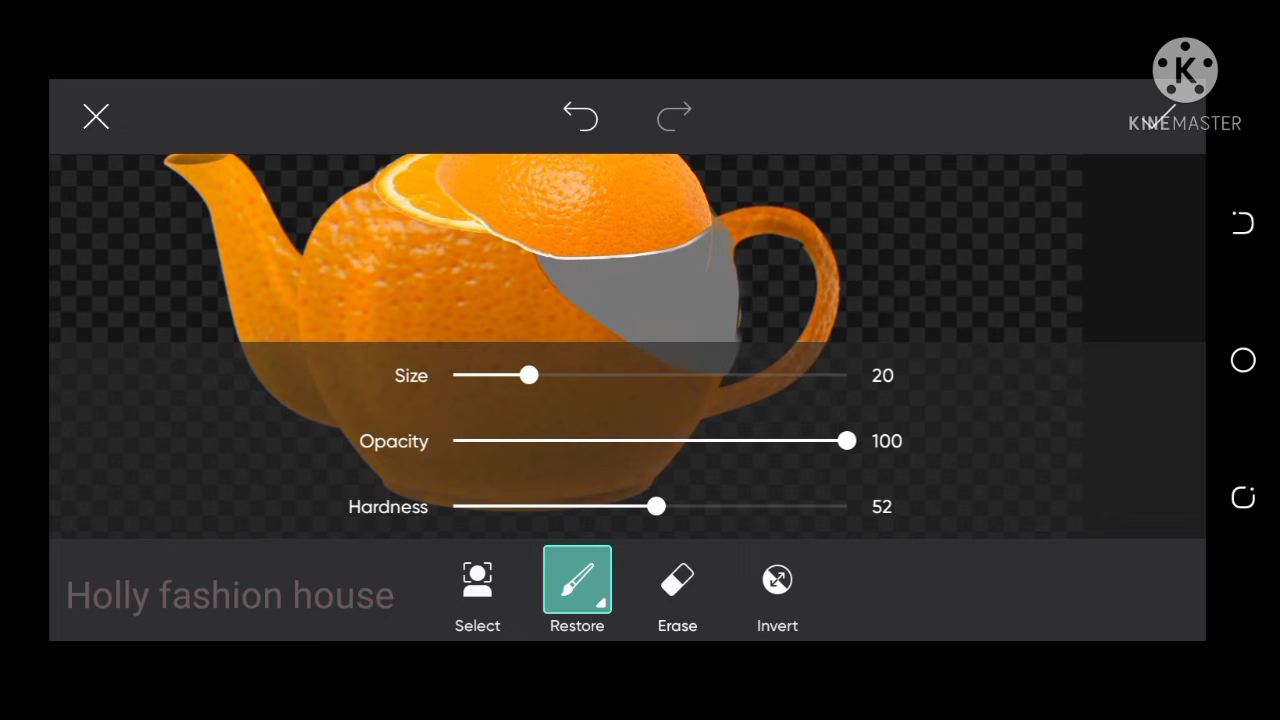 K
KINEMASTER
Size 20
Opacity 100
Hardness 52
Select Restore Erase Invert
Holly fashion house